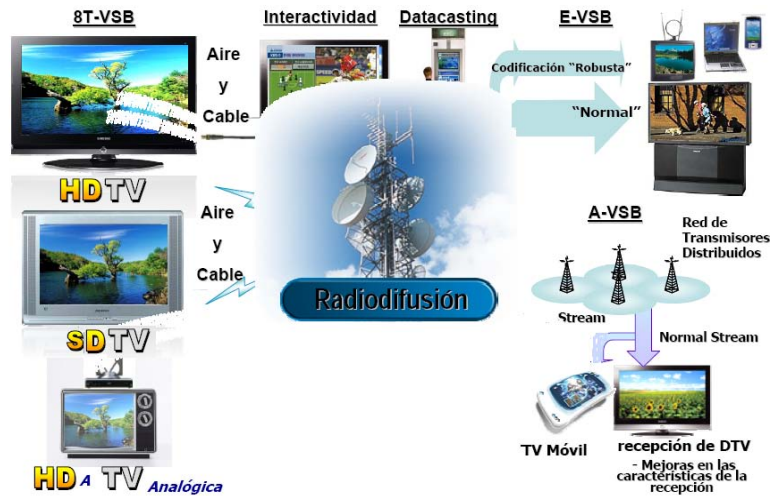 8T-VSB
Interactividad
Datacasting
E-VSB
Aire
y
Cable
Codificación “Robusta”
“Normal”
HDTV
Aire
y
Cable
A-VSB
Red de
Transmisores
Distribuidos
Radiodifusión
Stream
Normal Stream
SDTV
TV Móvil
recepción de DTV
- Mejoras en las
características de la
recepción
HD A TV Analógica